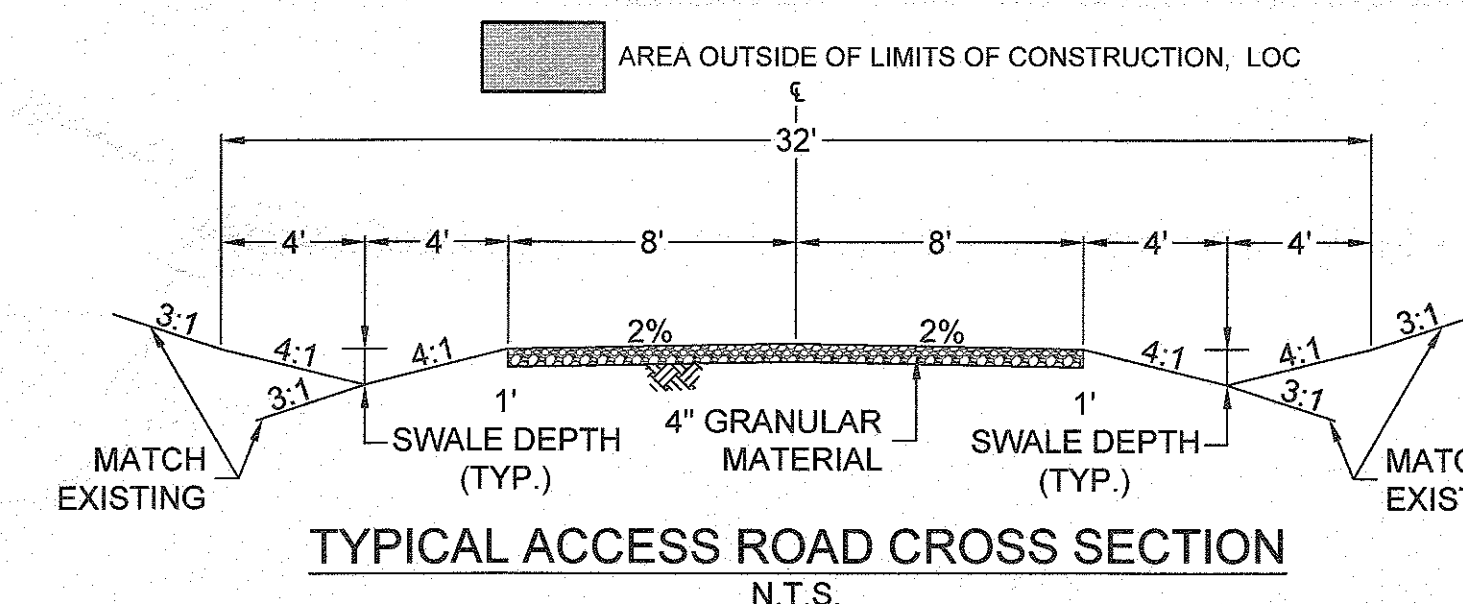 AREA OUTSIDE OF LIMITS OF CONSTRUCTION, LOC
℄
32'
4' 4' 8' 8' 4' 4'
3:1 4:1 4:1 2% 2% 4:1 4:1 3:1
3:1 3:1
1' 1'
MATCH
EXISTING
SWALE DEPTH
(TYP.)
4" GRANULAR
MATERIAL
SWALE DEPTH
(TYP.)
MATC
EXIST
TYPICAL ACCESS ROAD CROSS SECTION
N.T.S.